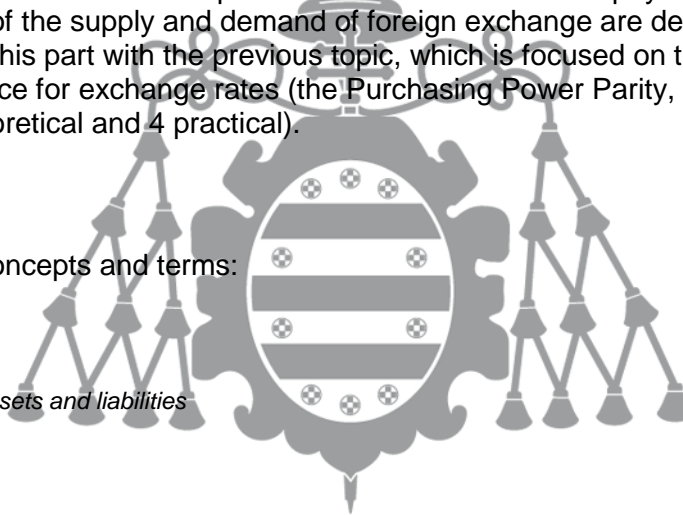 of the supply and demand of foreign exchange are de
his part with the previous topic, which is focused on t
ce for exchange rates (the Purchasing Power Parity,
oretical and 4 practical).
oncepts and terms:
sets and liabilities